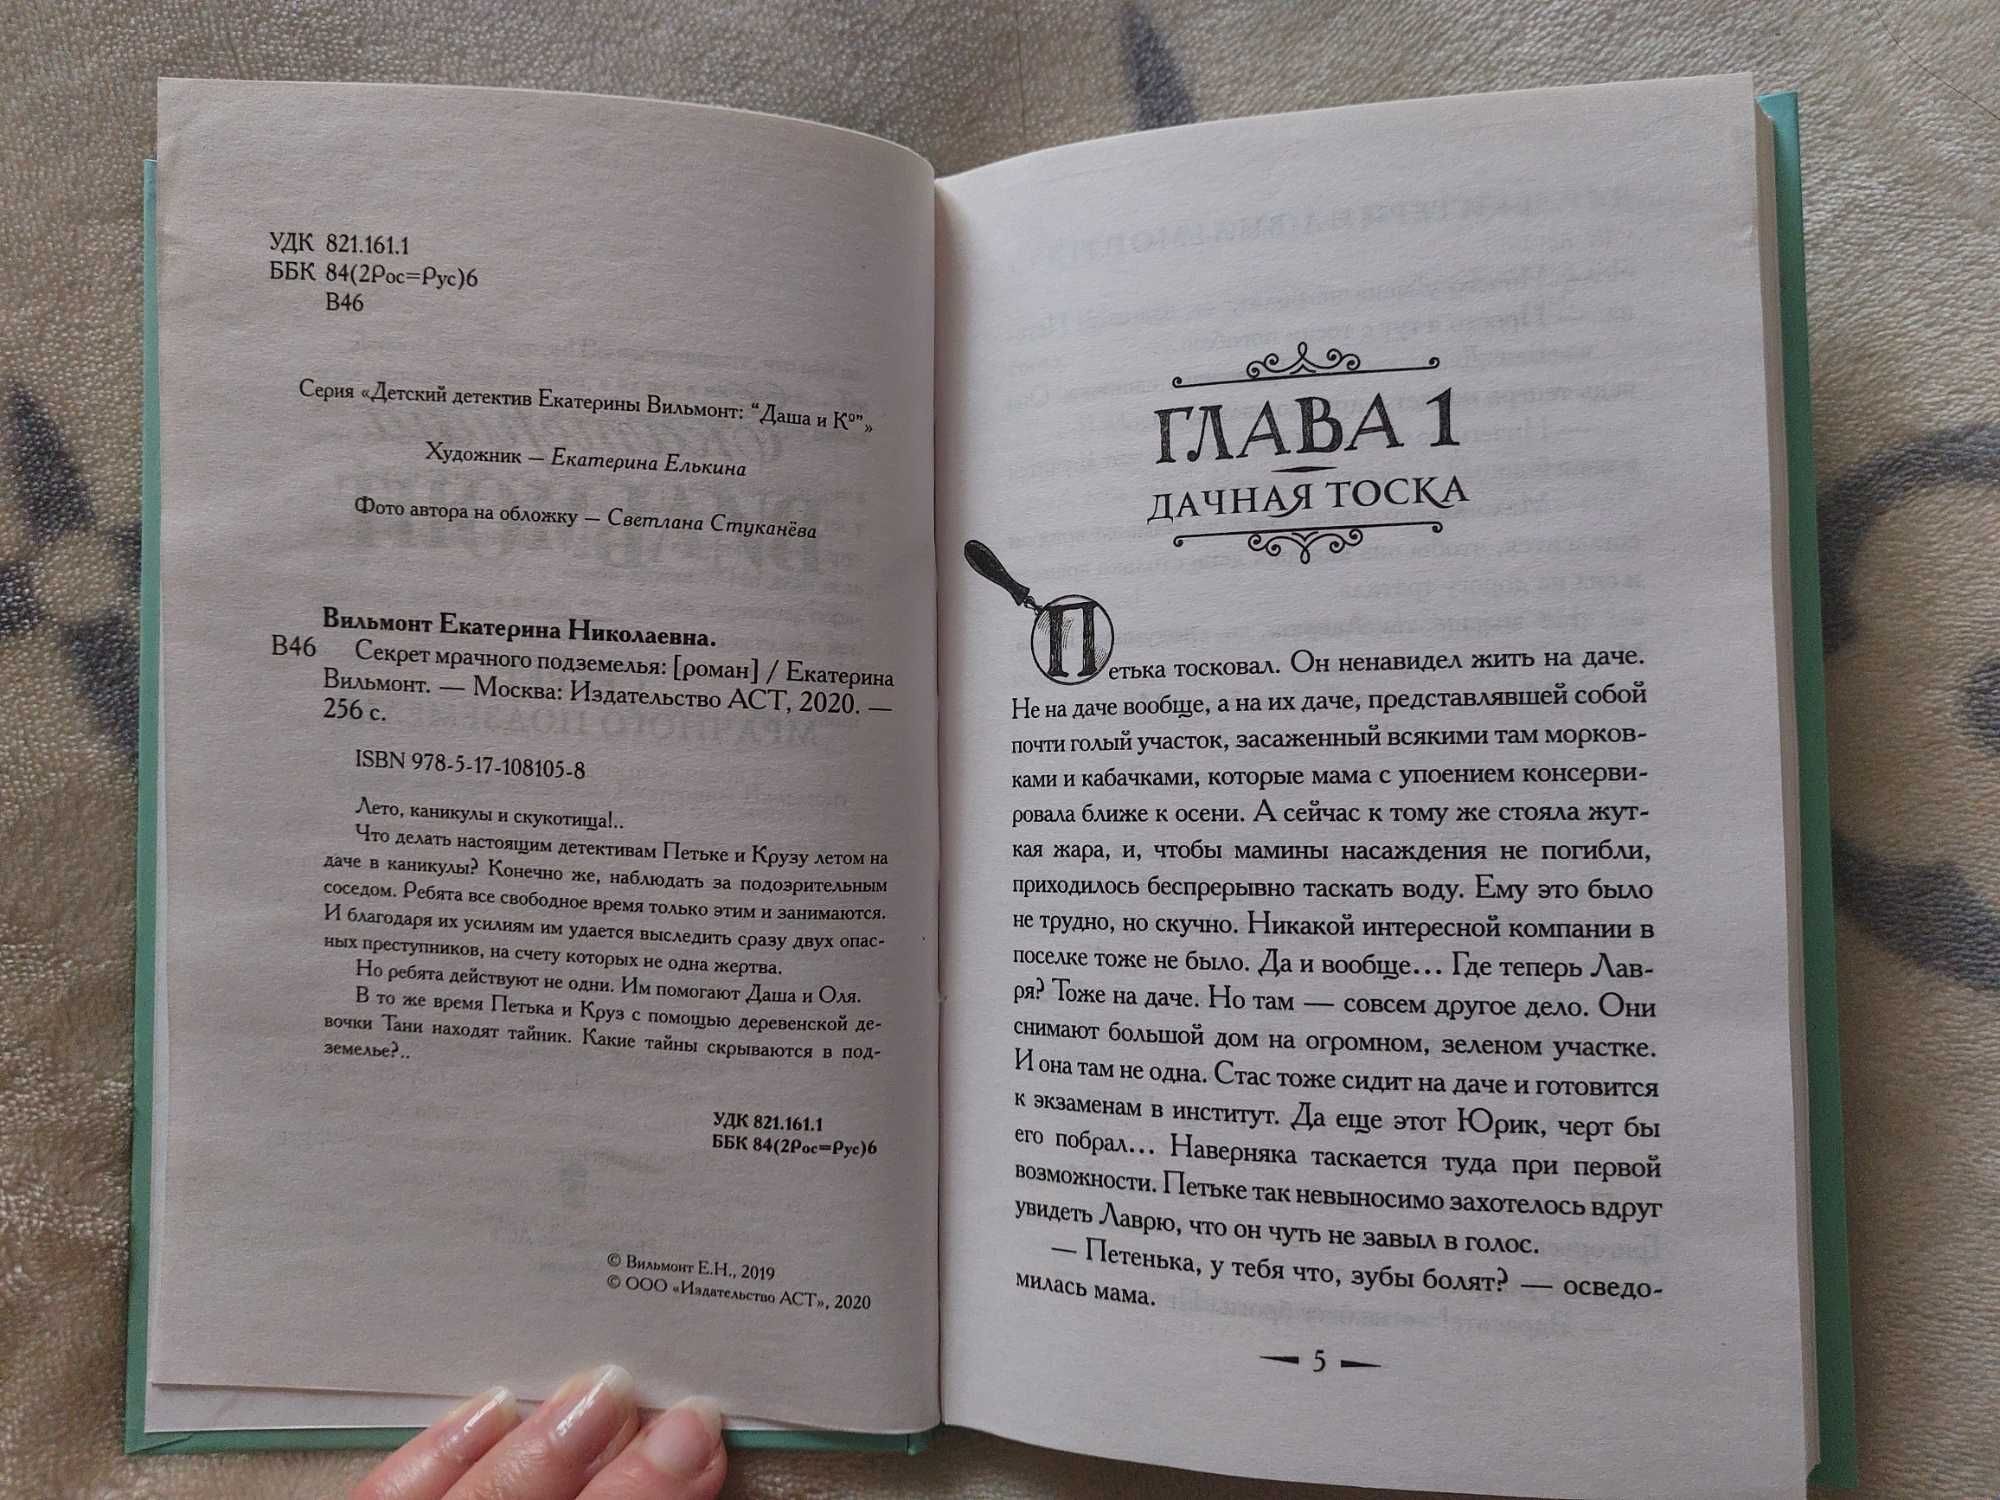 УДК 821.161.1
ББК 84(2Рос=Рус)6
В46
Серия «Детский детектив Екатерины Вильмонт: “Даша и Кº”»
Художник — Екатерина Елькина
Фото автора на обложку — Светлана Стуканёва
Вильмонт Екатерина Николаевна.
В46 Секрет мрачного подземелья: [роман] / Екатерина
Вильмонт. — Москва: Издательство АСТ, 2020. —
256 с.
ISBN 978-5-17-108105-8
Лето, каникулы и скукотища!..
Что делать настоящим детективам Петьке и Крузу летом на
даче в каникулы? Конечно же, наблюдать за подозрительным
соседом. Ребята все свободное время только этим и занимаются.
И благодаря их усилиям им удается выследить сразу двух опас-
ных преступников, на счету которых не одна жертва.
Но ребята действуют не одни. Им помогают Даша и Оля.
В то же время Петька и Круз с помощью деревенской де-
вочки Тани находят тайник. Какие тайны скрываются в под-
земелье?..
УДК 821.161.1
ББК 84(2Рос=Рус)6
© Вильмонт Е.Н., 2019
© ООО «Издательство АСТ», 2020
ГЛАВА 1
ДАЧНАЯ ТОСКА
Петька тосковал. Он ненавидел жить на даче.
Не на даче вообще, а на их даче, представлявшей собой
почти голый участок, засаженный всякими там морков-
ками и кабачками, которые мама с упоением консерви-
ровала ближе к осени. А сейчас к тому же стояла жут-
кая жара, и, чтобы мамины насаждения не погибли,
приходилось беспрерывно таскать воду. Ему это было
не трудно, но скучно. Никакой интересной компании в
поселке тоже не было. Да и вообще… Где теперь Лав-
ря? Тоже на даче. Но там — совсем другое дело. Они
снимают большой дом на огромном, зеленом участке.
И она там не одна. Стас тоже сидит на даче и готовится
к экзаменам в институт. Да еще этот Юрик, черт бы
его побрал… Наверняка таскается туда при первой
возможности. Петьке так невыносимо захотелось вдруг
увидеть Лаврю, что он чуть не завыл в голос.
— Петенька, у тебя что, зубы болят? — осведо-
милась мама.
5